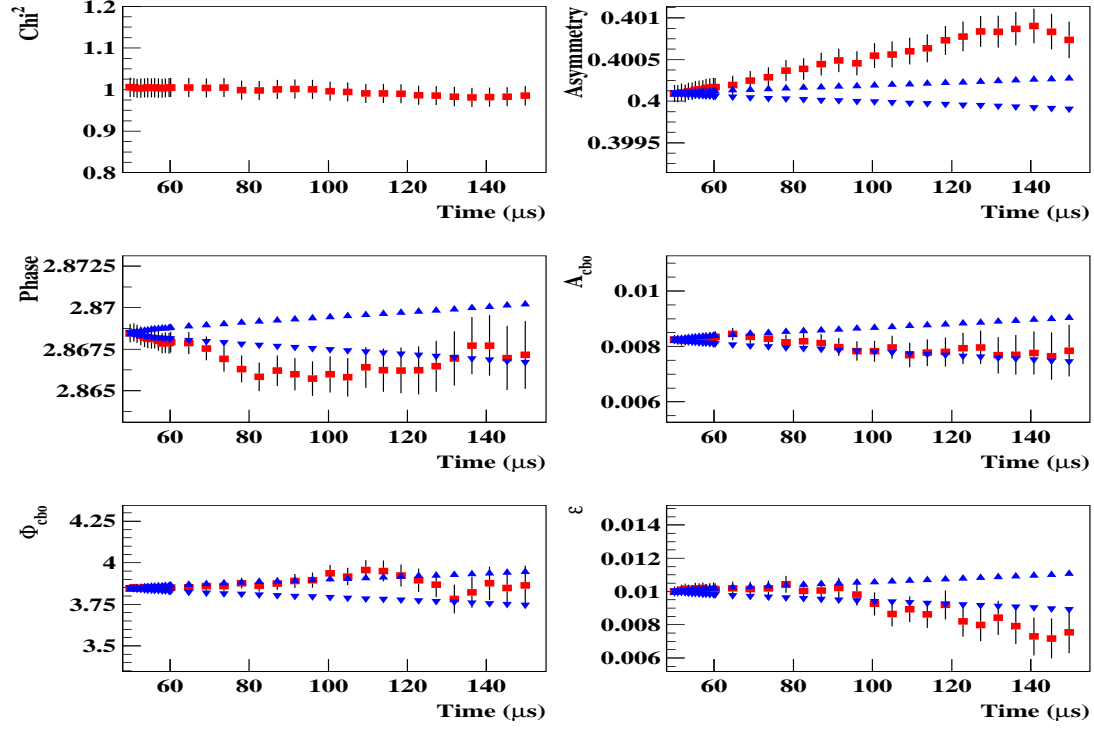 Chi²
1.2
1.1
1
0.9
0.8
60 80 100 120 140
Time (μs)
Asymmetry
0.401
0.4005
0.4
0.3995
60 80 100 120 140
Time (μs)
Phase
2.8725
2.87
2.8675
2.865
60 80 100 120 140
Time (μs)
A_cbo
0.01
0.008
0.006
60 80 100 120 140
Time (μs)
Φ_cbo
4.25
4
3.75
3.5
60 80 100 120 140
Time (μs)
ε
0.014
0.012
0.01
0.008
0.006
60 80 100 120 140
Time (μs)